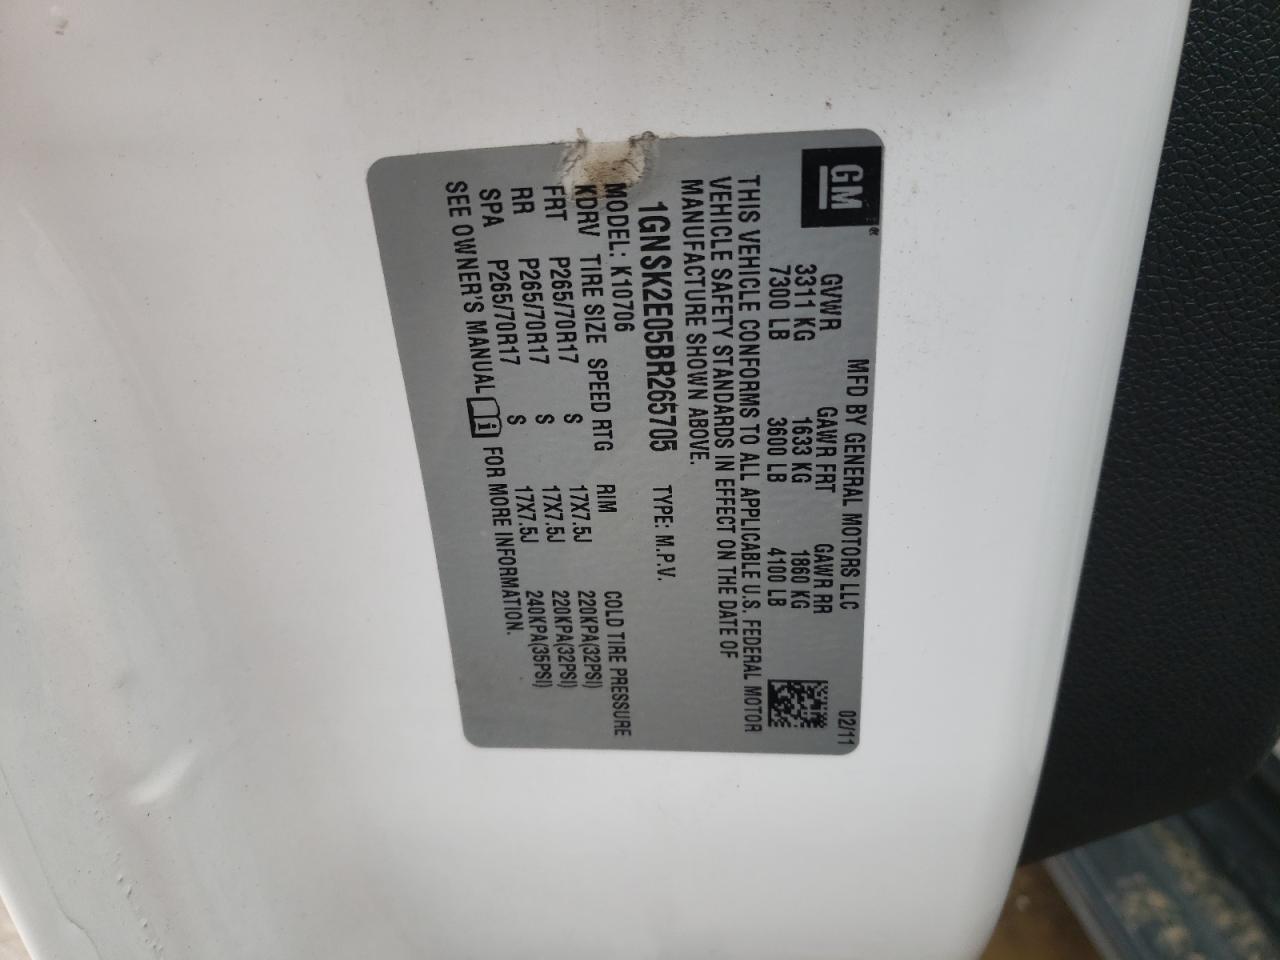 GM
MFD BY GENERAL MOTORS LLC 02/11
GVWR GAWR FRT GAWR RR
3311 KG 1633 KG 1860 KG
7300 LB 3600 LB 4100 LB
THIS VEHICLE CONFORMS TO ALL APPLICABLE U.S. FEDERAL MOTOR
VEHICLE SAFETY STANDARDS IN EFFECT ON THE DATE OF
MANUFACTURE SHOWN ABOVE.
1GNSK2E05BR265705 TYPE: M.P.V.
MODEL: K10706
KDRV TIRE SIZE SPEED RTG RIM COLD TIRE PRESSURE
FRT P265/70R17 S 17X7.5J 220KPA(32PSI)
RR P265/70R17 S 17X7.5J 220KPA(32PSI)
SPA P265/70R17 S 17X7.5J 240KPA(35PSI)
SEE OWNER'S MANUAL FOR MORE INFORMATION.